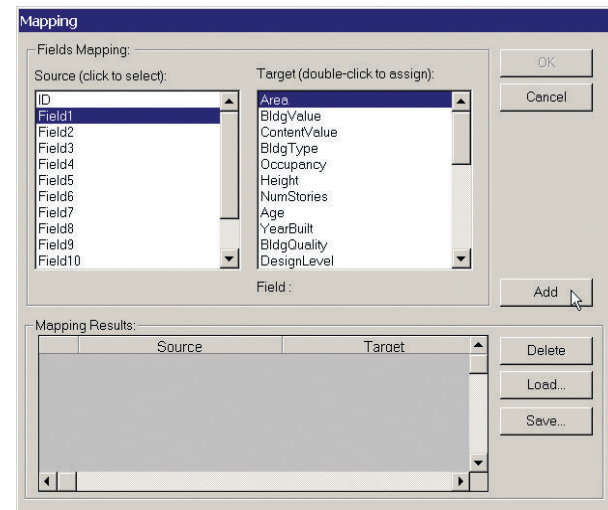 Mapping
Fields Mapping:
Source (click to select):
Target (double-click to assign):
OK
Cancel
ID
Field1
Field2
Field3
Field4
Field5
Field6
Field7
Field8
Field9
Field10
Area
BldgValue
ContentValue
BldgType
Occupancy
Height
NumStories
Age
YearBuilt
BldgQuality
DesignLevel
Field :
Add
Mapping Results:
Source Target
Delete
Load...
Save...